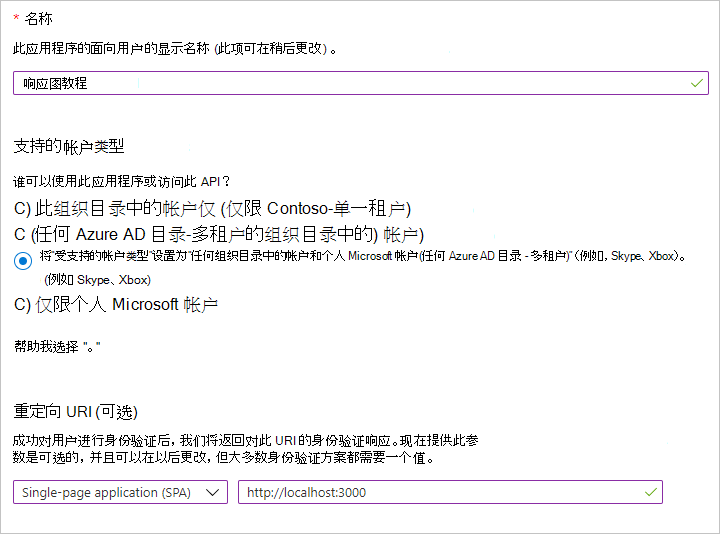 * 名称
此应用程序的面向用户的显示名称 (此项可在稍后更改) 。
响应图教程
支持的帐户类型
谁可以使用此应用程序或访问此 API？
C) 此组织目录中的帐户仅 (仅限 Contoso-单一租户)
C (任何 Azure AD 目录-多租户的组织目录中的) 帐户)
将"受支持的帐户类型"设置为"任何组织目录中的帐户和个人 Microsoft 帐户(任何 Azure AD 目录 - 多租户)"（例如，Skype、Xbox）。
(例如 Skype、Xbox)
C) 仅限个人 Microsoft 帐户
帮助我选择 "。"
重定向 URI (可选)
成功对用户进行身份验证后，我们将返回对此 URI 的身份验证响应。现在提供此参
数是可选的，并且可以在以后更改，但大多数身份验证方案都需要一个值。
Single-page application (SPA)
http://localhost:3000